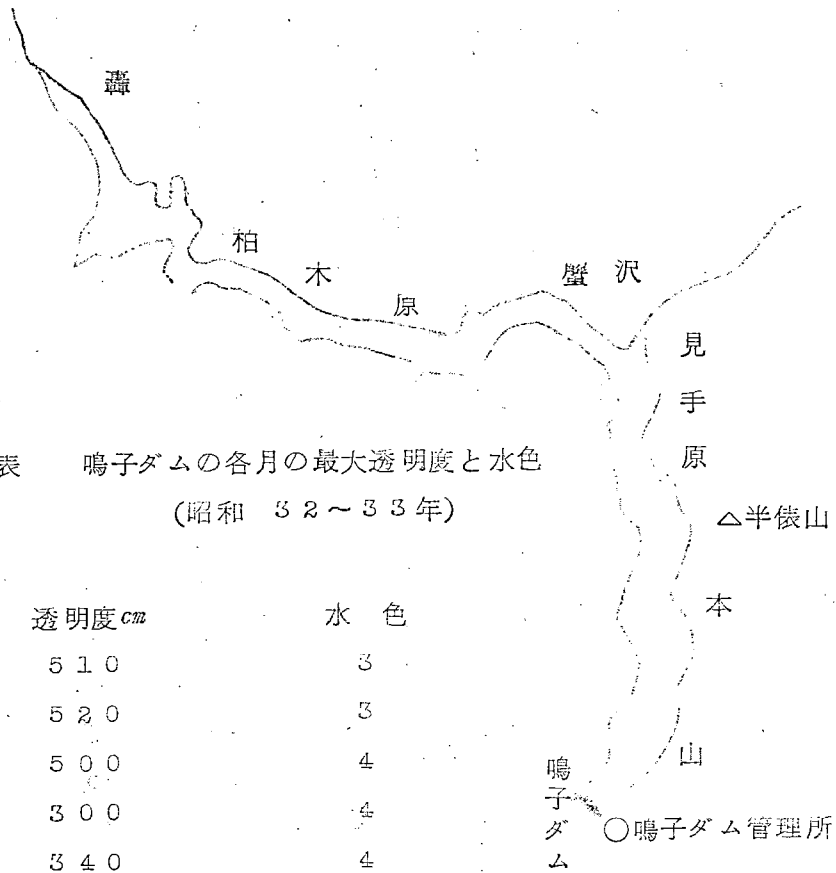 轟
柏木原
蟹沢
見手原
表 鳴子ダムの各月の最大透明度と水色
(昭和 32~33年)
△半俵山
透明度cm 水色
510 3
520 3
500 4
300 4
340 4
本山
鳴子ダム
○鳴子ダム管理所